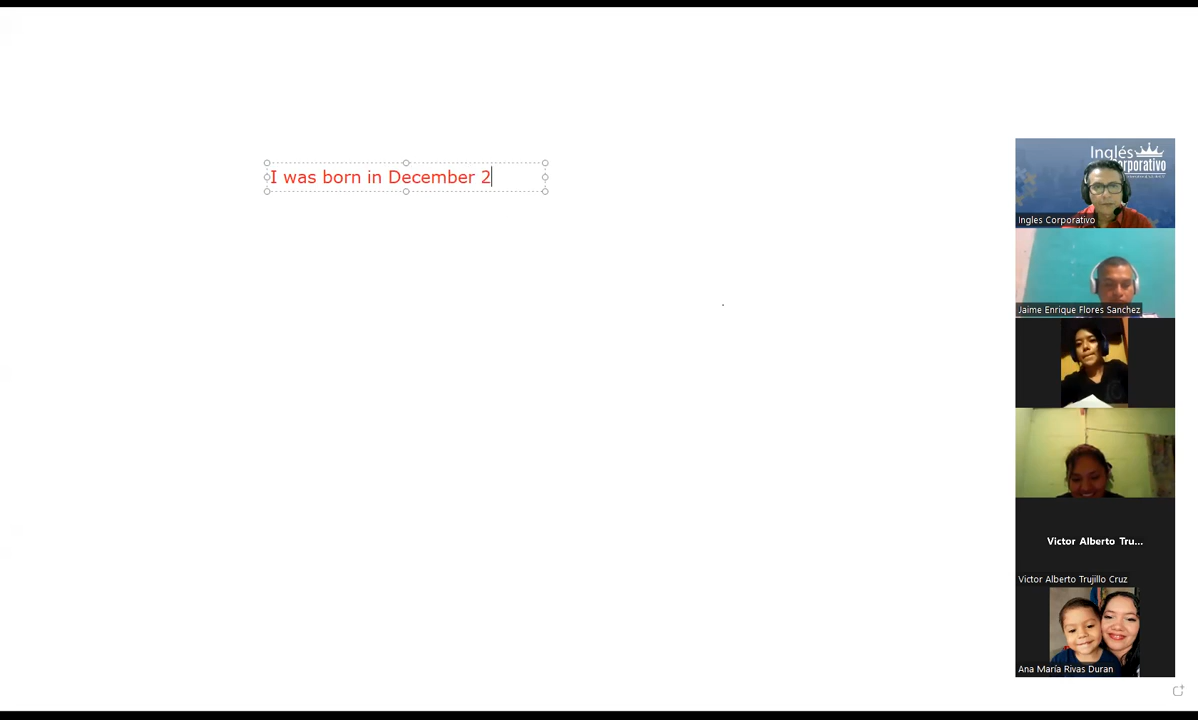 I was born in December 2
Inglés
Corporativo
Ingles Corporativo
Jaime Enrique Flores Sanchez
Victor Alberto Tru...
Victor Alberto Trujillo Cruz
Ana María Rivas Duran